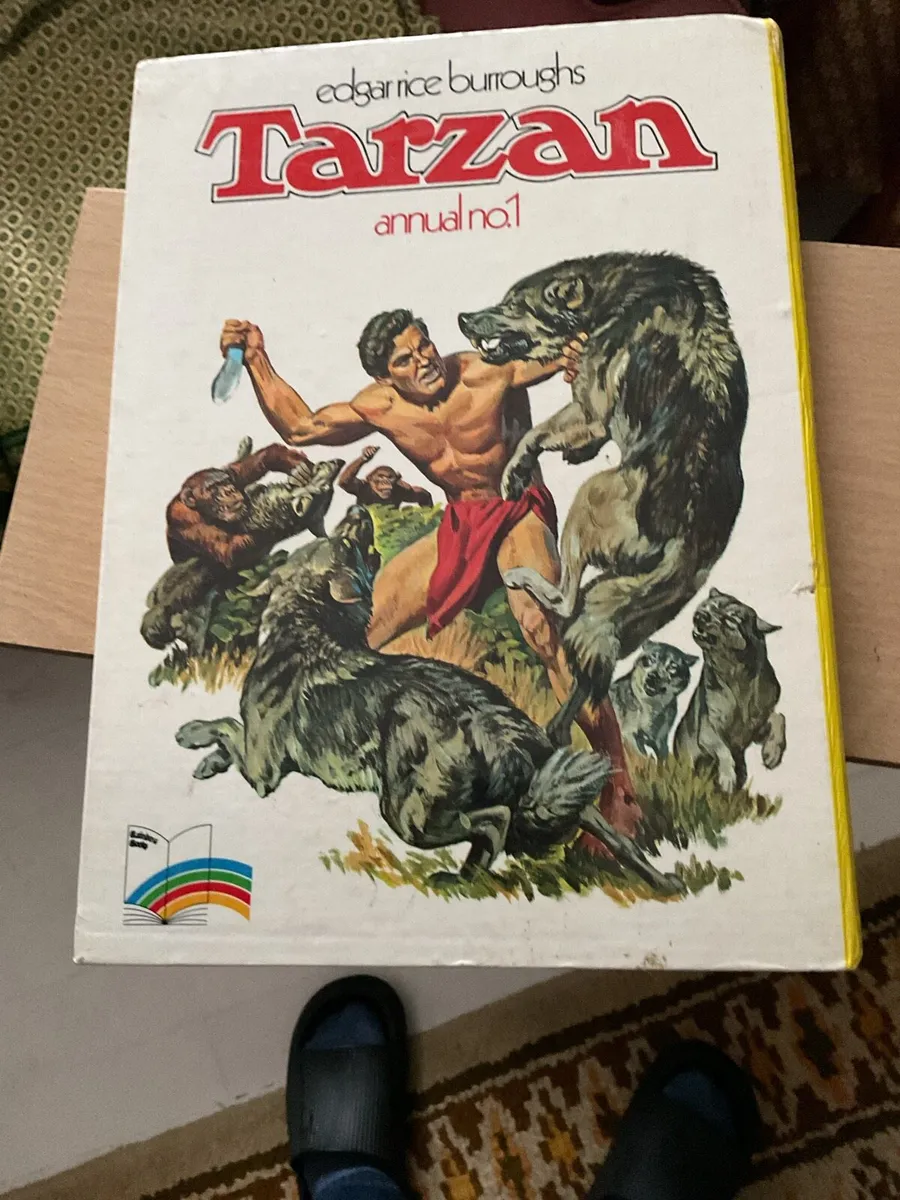 edgar rice burroughs
Tarzan
annual no.1